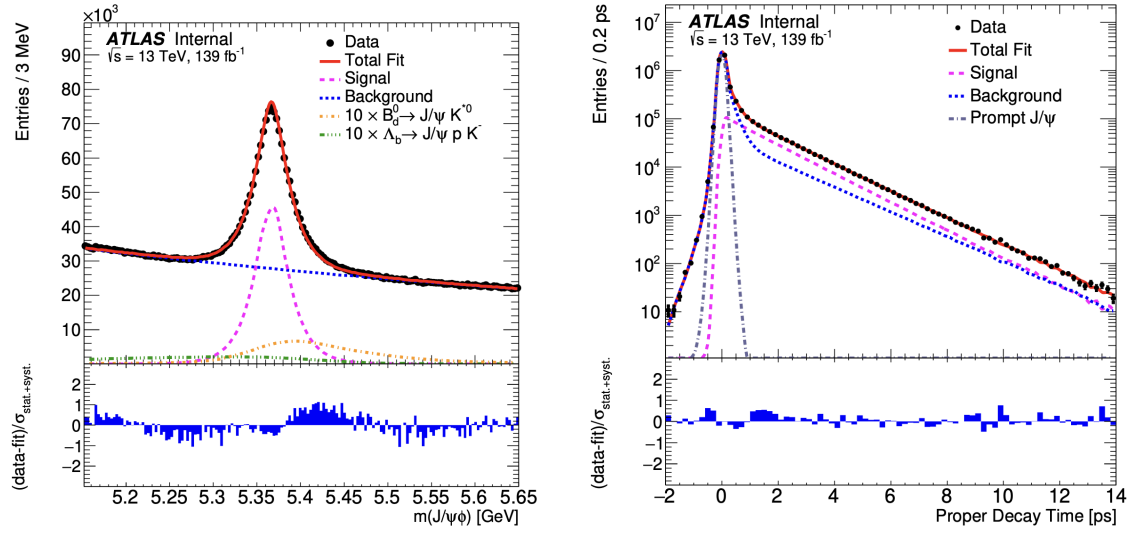 ×10³
ATLAS Internal
√s = 13 TeV, 139 fb⁻¹
Data
Total Fit
Signal
Background
10 × B⁰d → J/ψ K*⁰
10 × Λb → J/ψ p K⁻
Entries / 3 MeV
90
80
70
60
50
40
30
20
10
(data-fit)/σstat.+syst.
2
1
0
−1
−2
5.2
5.25
5.3
5.35
5.4
5.45
5.5
5.55
5.6
5.65
m(J/ψϕ) [GeV]
ATLAS Internal
√s = 13 TeV, 139 fb⁻¹
Data
Total Fit
Signal
Background
Prompt J/ψ
Entries / 0.2 ps
10⁷
10⁶
10⁵
10⁴
10³
10²
10
(data-fit)/σstat.+syst.
2
1
0
−1
−2
−2
0
2
4
6
8
10
12
14
Proper Decay Time [ps]